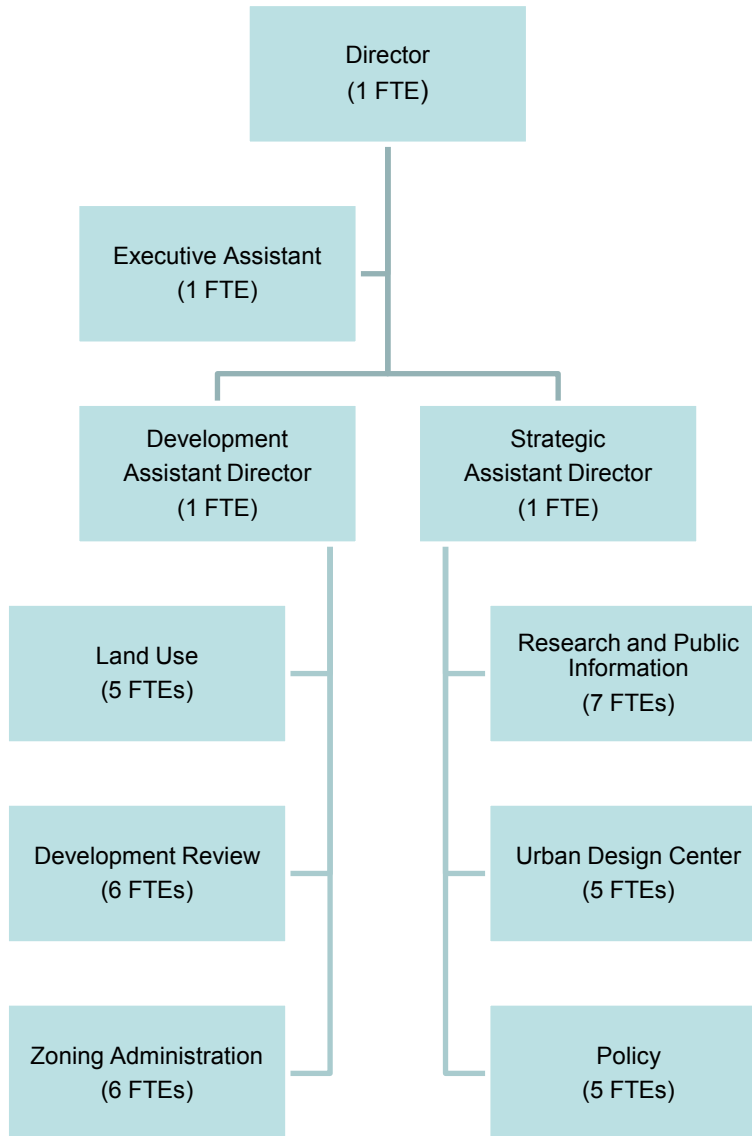 Director
(1 FTE)
Executive Assistant
(1 FTE)
Development
Assistant Director
(1 FTE)
Strategic
Assistant Director
(1 FTE)
Land Use
(5 FTEs)
Research and Public
Information
(7 FTEs)
Development Review
(6 FTEs)
Urban Design Center
(5 FTEs)
Zoning Administration
(6 FTEs)
Policy
(5 FTEs)